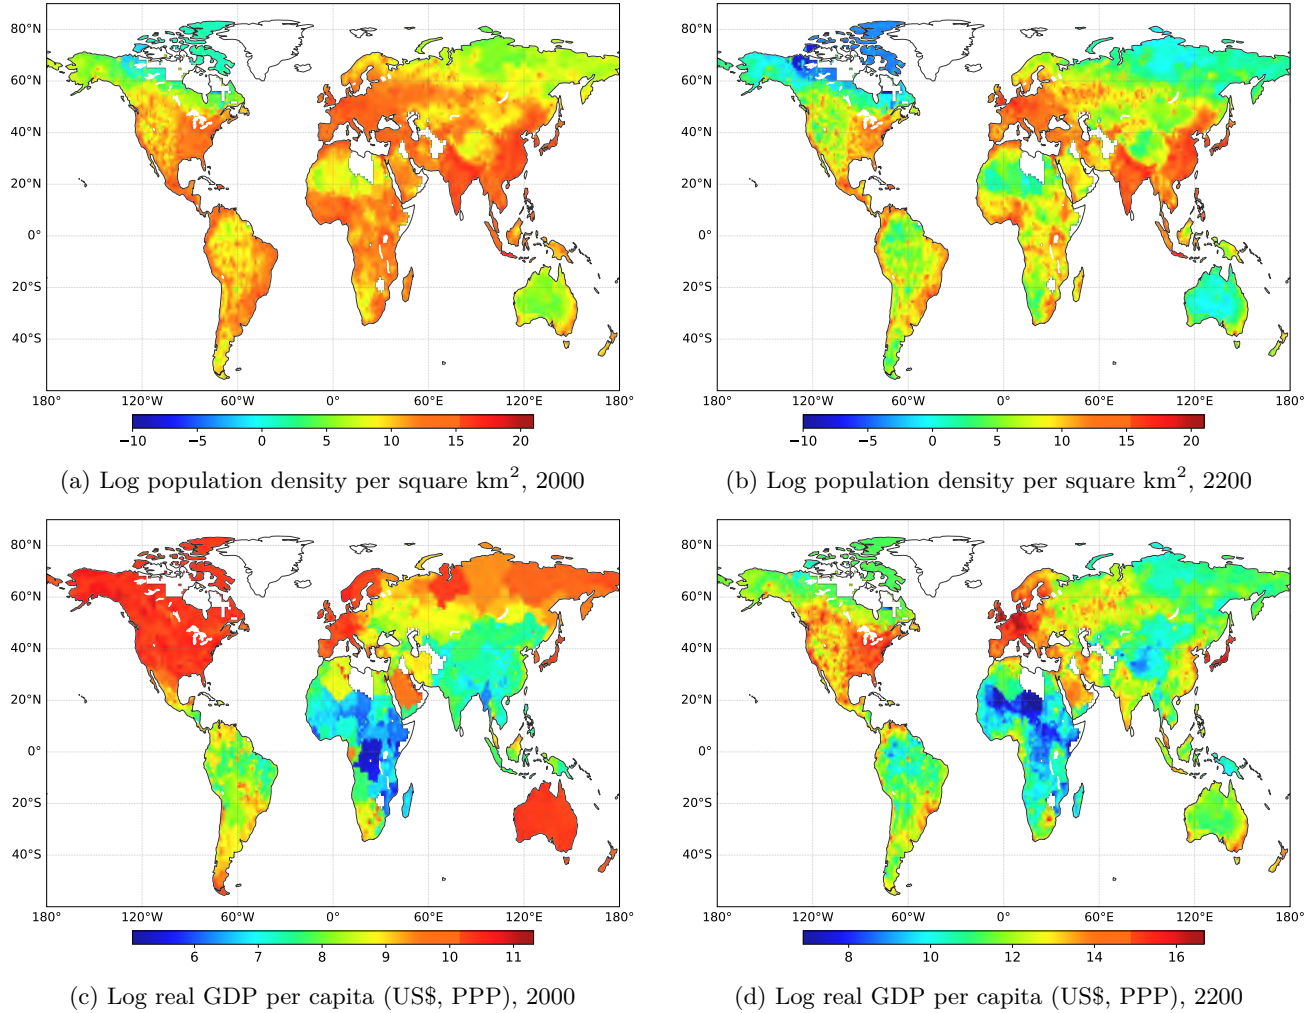 80°N 60°N 40°N 20°N 0° 20°S 40°S
180° 120°W 60°W 0° 60°E 120°E 180°
−10 −5 0 5 10 15 20
(a) Log population density per square km², 2000
80°N 60°N 40°N 20°N 0° 20°S 40°S
180° 120°W 60°W 0° 60°E 120°E 180°
−10 −5 0 5 10 15 20
(b) Log population density per square km², 2200
80°N 60°N 40°N 20°N 0° 20°S 40°S
180° 120°W 60°W 0° 60°E 120°E 180°
6 7 8 9 10 11
(c) Log real GDP per capita (US$, PPP), 2000
80°N 60°N 40°N 20°N 0° 20°S 40°S
180° 120°W 60°W 0° 60°E 120°E 180°
8 10 12 14 16
(d) Log real GDP per capita (US$, PPP), 2200